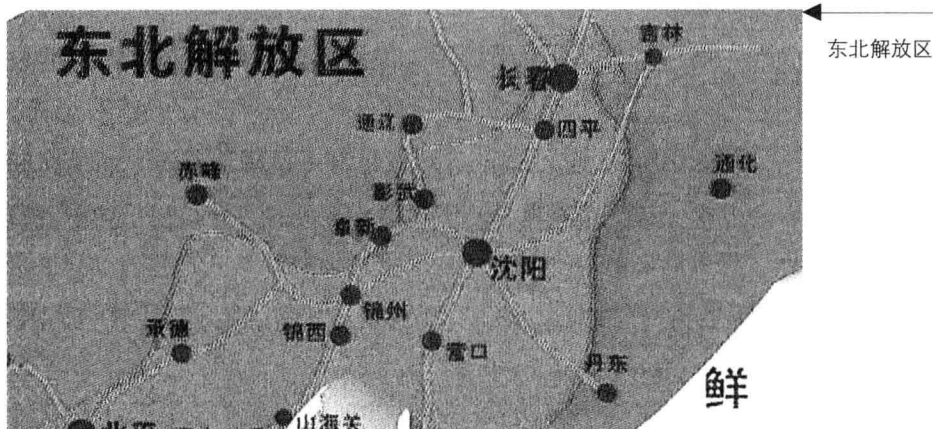 东北解放区
东北解放区
吉林
长春
通辽
四平
通化
赤峰
彰武
阜新
沈阳
锦州
承德
锦西
营口
丹东
鲜
北平
山海关